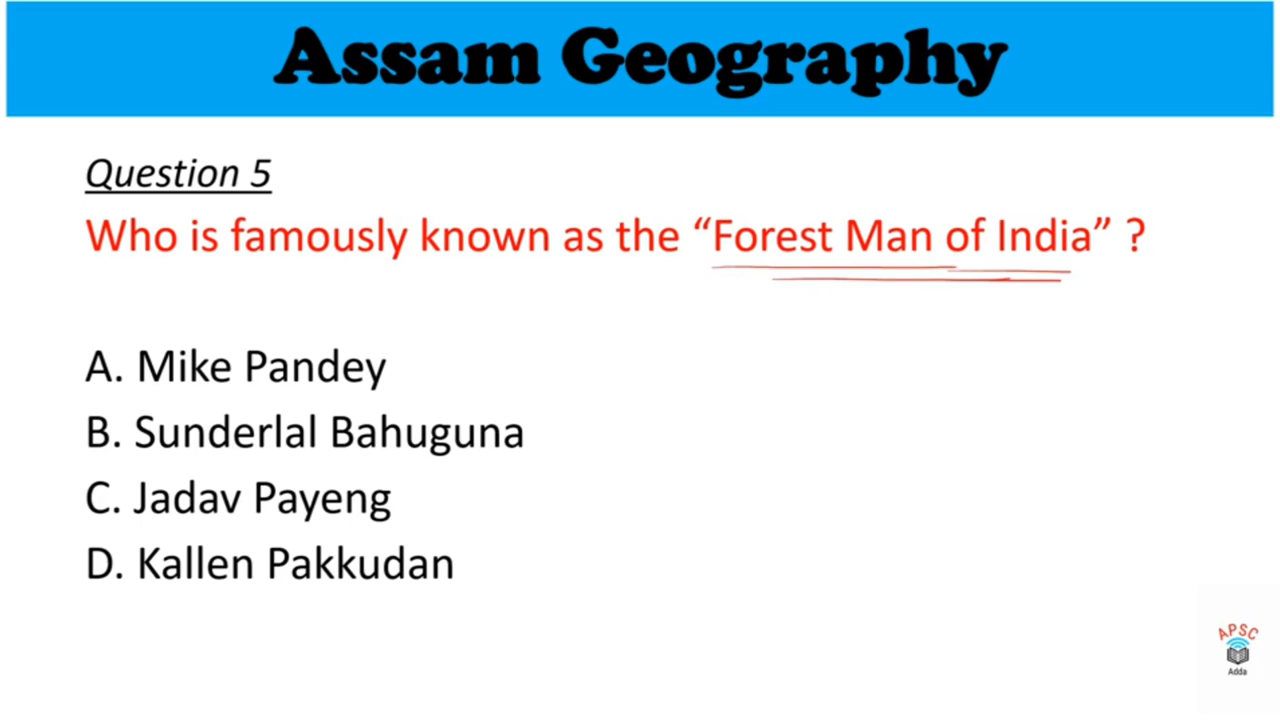 Assam Geography
Question 5
Who is famously known as the “Forest Man of India” ?
A. Mike Pandey
B. Sunderlal Bahuguna
C. Jadav Payeng
D. Kallen Pakkudan
APSC
Adda